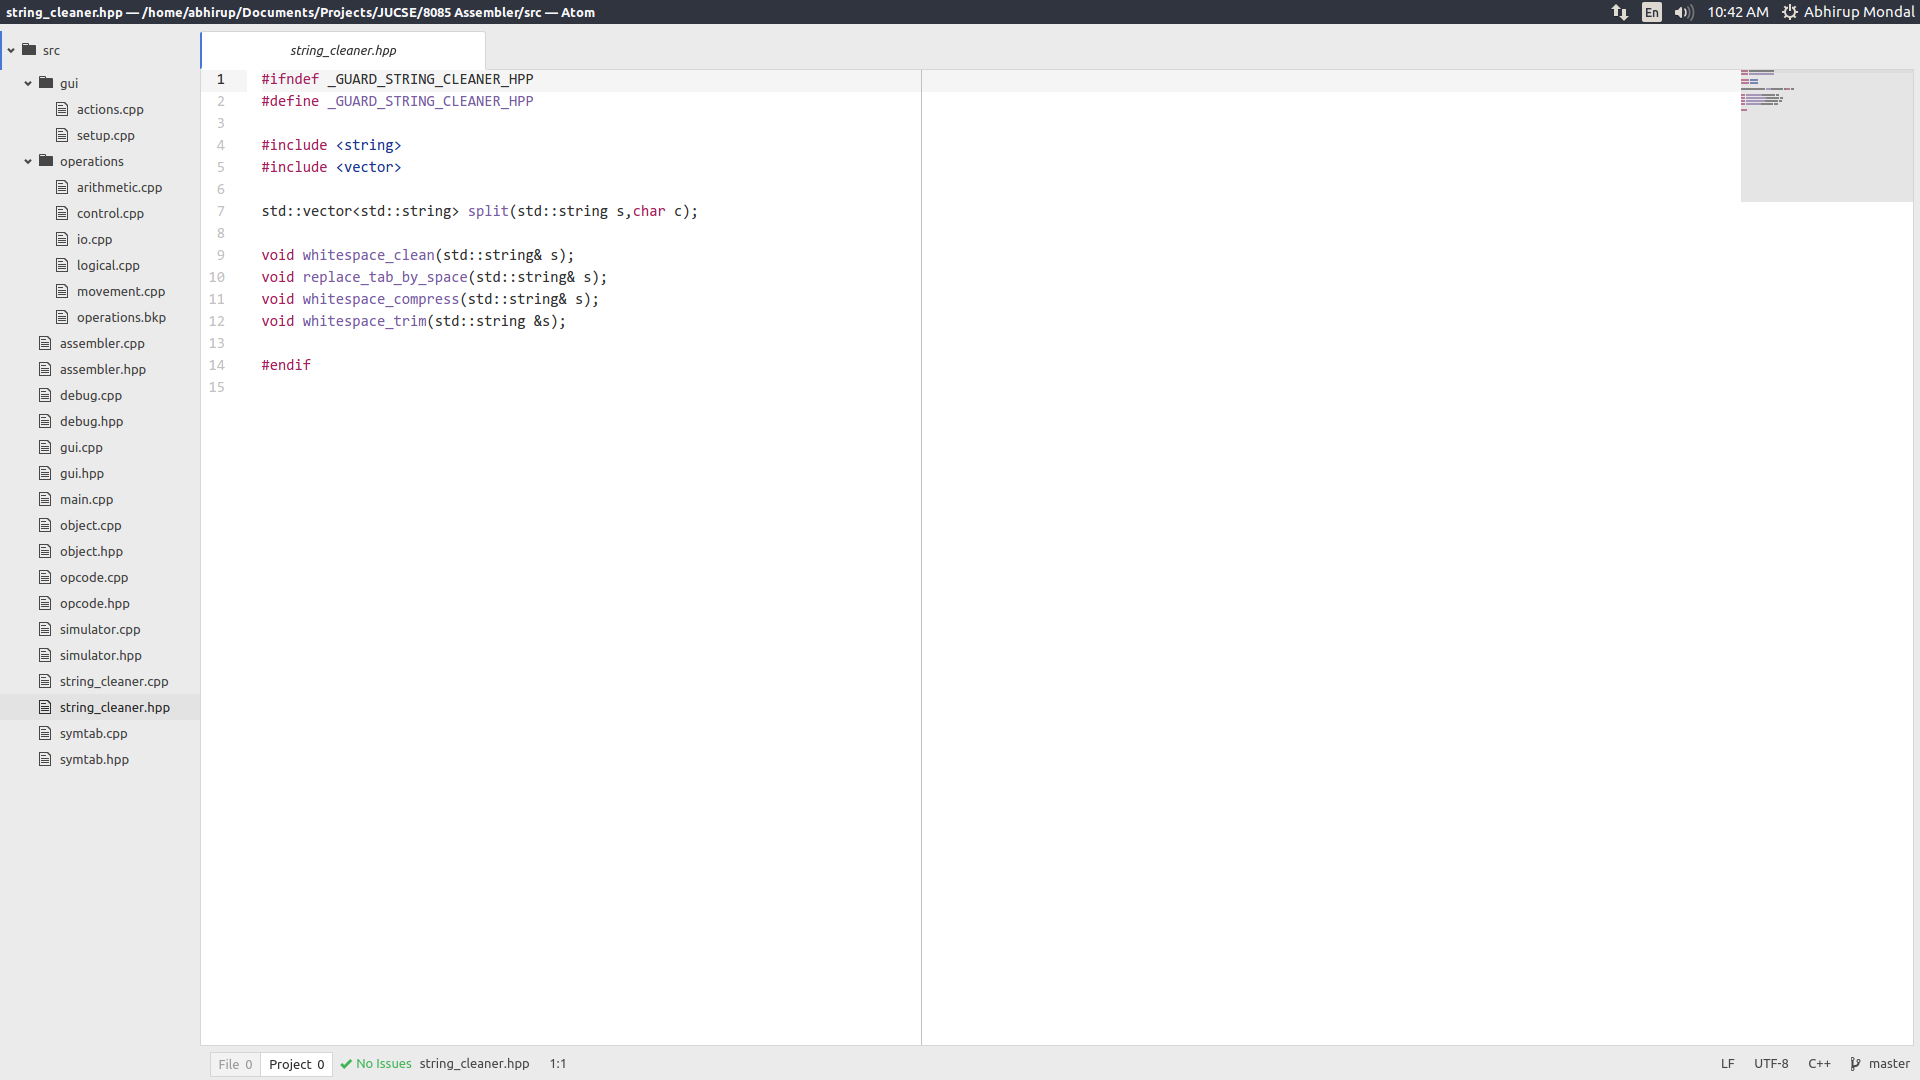 string_cleaner.hpp — /home/abhirup/Documents/Projects/JUCSE/8085 Assembler/src — Atom
En
10:42 AM
Abhirup Mondal
src
gui
actions.cpp
setup.cpp
operations
arithmetic.cpp
control.cpp
io.cpp
logical.cpp
movement.cpp
operations.bkp
assembler.cpp
assembler.hpp
debug.cpp
debug.hpp
gui.cpp
gui.hpp
main.cpp
object.cpp
object.hpp
opcode.cpp
opcode.hpp
simulator.cpp
simulator.hpp
string_cleaner.cpp
string_cleaner.hpp
symtab.cpp
symtab.hpp
string_cleaner.hpp
1 #ifndef _GUARD_STRING_CLEANER_HPP
2 #define _GUARD_STRING_CLEANER_HPP
3
4 #include <string>
5 #include <vector>
6
7 std::vector<std::string> split(std::string s,char c);
8
9 void whitespace_clean(std::string& s);
10 void replace_tab_by_space(std::string& s);
11 void whitespace_compress(std::string& s);
12 void whitespace_trim(std::string &s);
13
14 #endif
15
File 0 Project 0 No Issues string_cleaner.hpp 1:1 LF UTF-8 C++ master